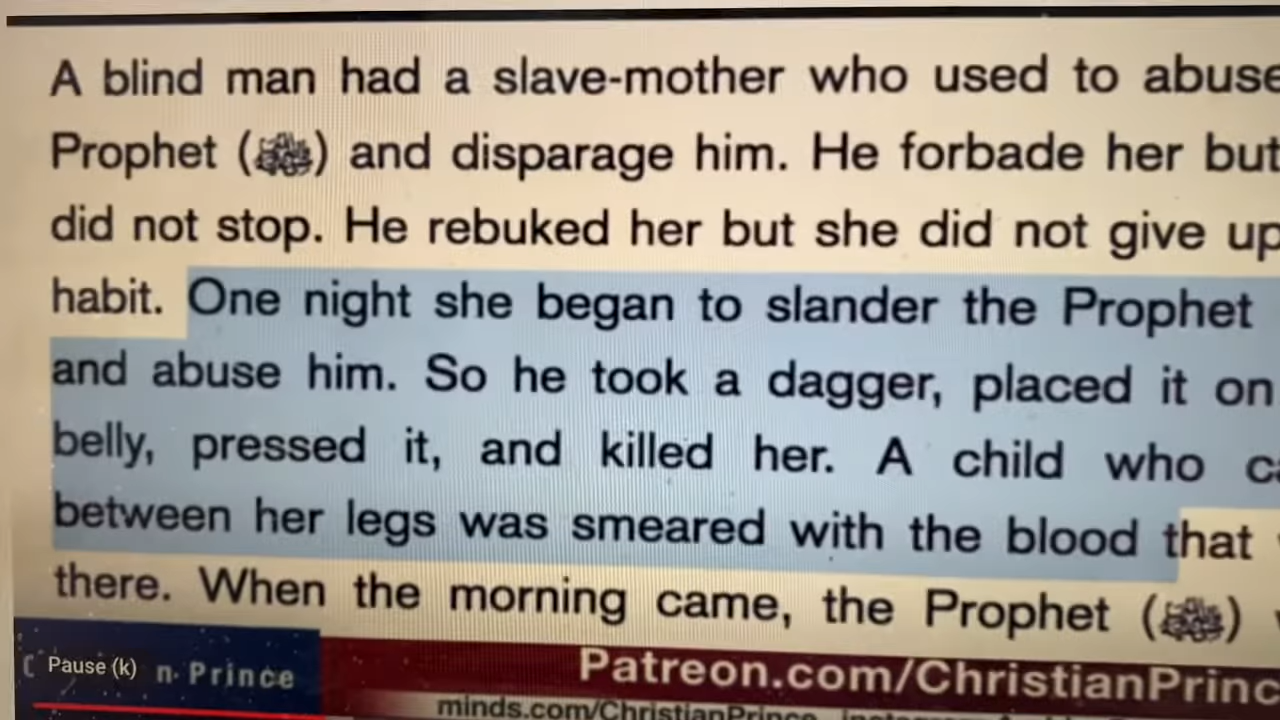 A blind man had a slave-mother who used to abuse
Prophet (ﷺ) and disparage him. He forbade her but
did not stop. He rebuked her but she did not give up
habit. One night she began to slander the Prophet
and abuse him. So he took a dagger, placed it on
belly, pressed it, and killed her. A child who
between her legs was smeared with the blood that
there. When the morning came, the Prophet (ﷺ)
Pause (k) n Prince
Patreon.com/ChristianPrinc
minds.com/ChristianPrince